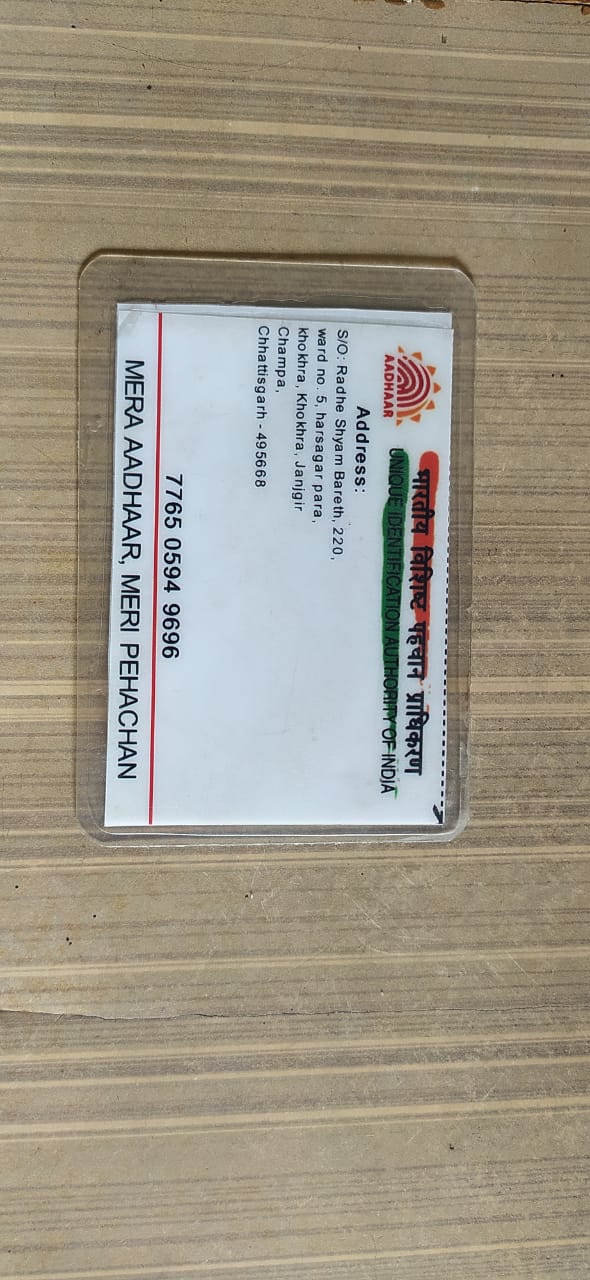 भारतीय विशिष्ट पहचान प्राधिकरण
UNIQUE IDENTIFICATION AUTHORITY OF INDIA
AADHAAR
Address:
S/O: Radhe Shyam Bareth, 220,
ward no. 5, harsagar para,
khokhra, Khokhra, Janjgir
Champa,
Chhattisgarh - 495668
7765 0594 9696
MERA AADHAAR, MERI PEHACHAN